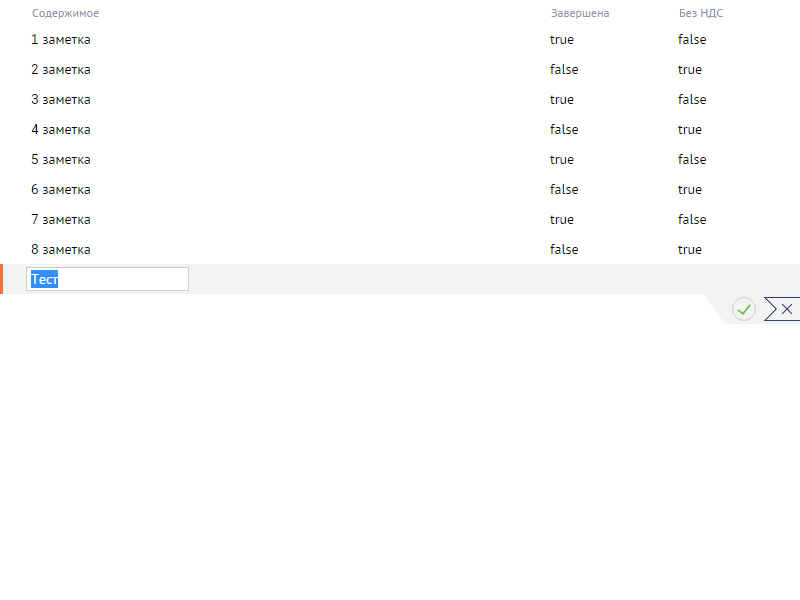 Содержимое Завершена Без НДС
1 заметка true false
2 заметка false true
3 заметка true false
4 заметка false true
5 заметка true false
6 заметка false true
7 заметка true false
8 заметка false true
Тест